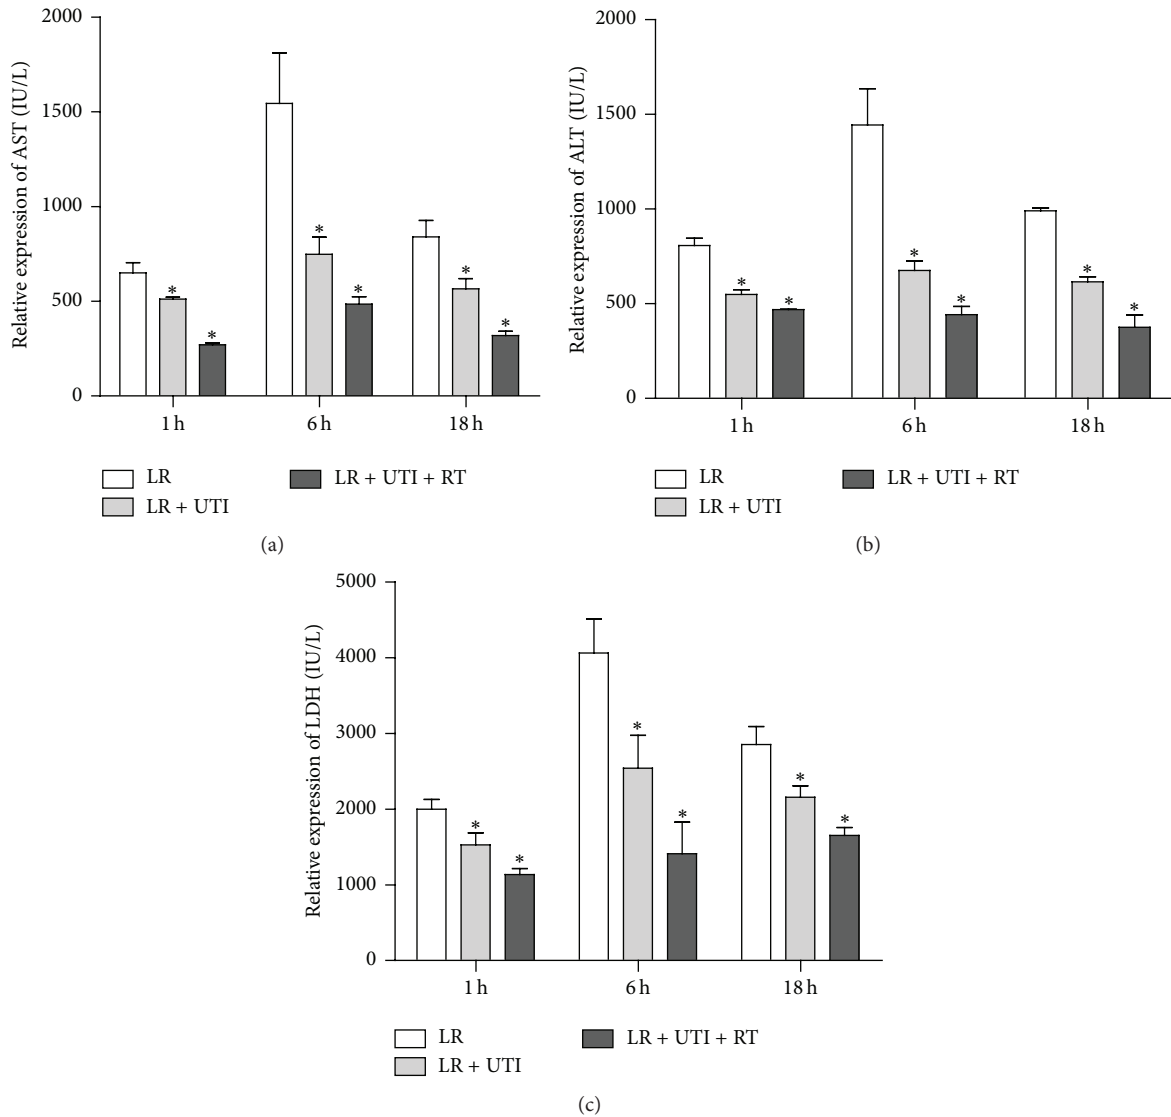 2000
1500
1000
500
0
Relative expression of AST (IU/L)
*
*
*
*
*
*
1 h
6 h
18 h
LR
LR + UTI + RT
LR + UTI
(a)
2000
1500
1000
500
0
Relative expression of ALT (IU/L)
*
*
*
*
*
*
1 h
6 h
18 h
LR
LR + UTI + RT
LR + UTI
(b)
5000
4000
3000
2000
1000
0
Relative expression of LDH (IU/L)
*
*
*
*
*
*
1 h
6 h
18 h
LR
LR + UTI + RT
LR + UTI
(c)